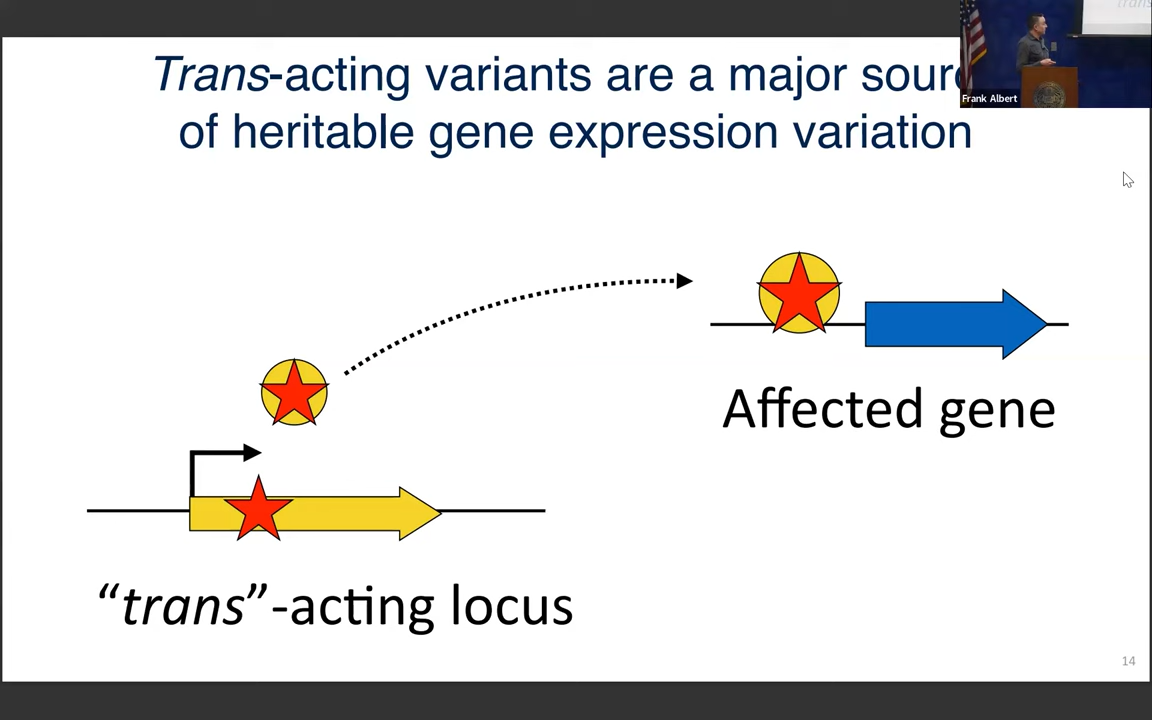 Trans-acting variants are a major sour
of heritable gene expression variation
Frank Albert
Affected gene
“trans”-acting locus
14